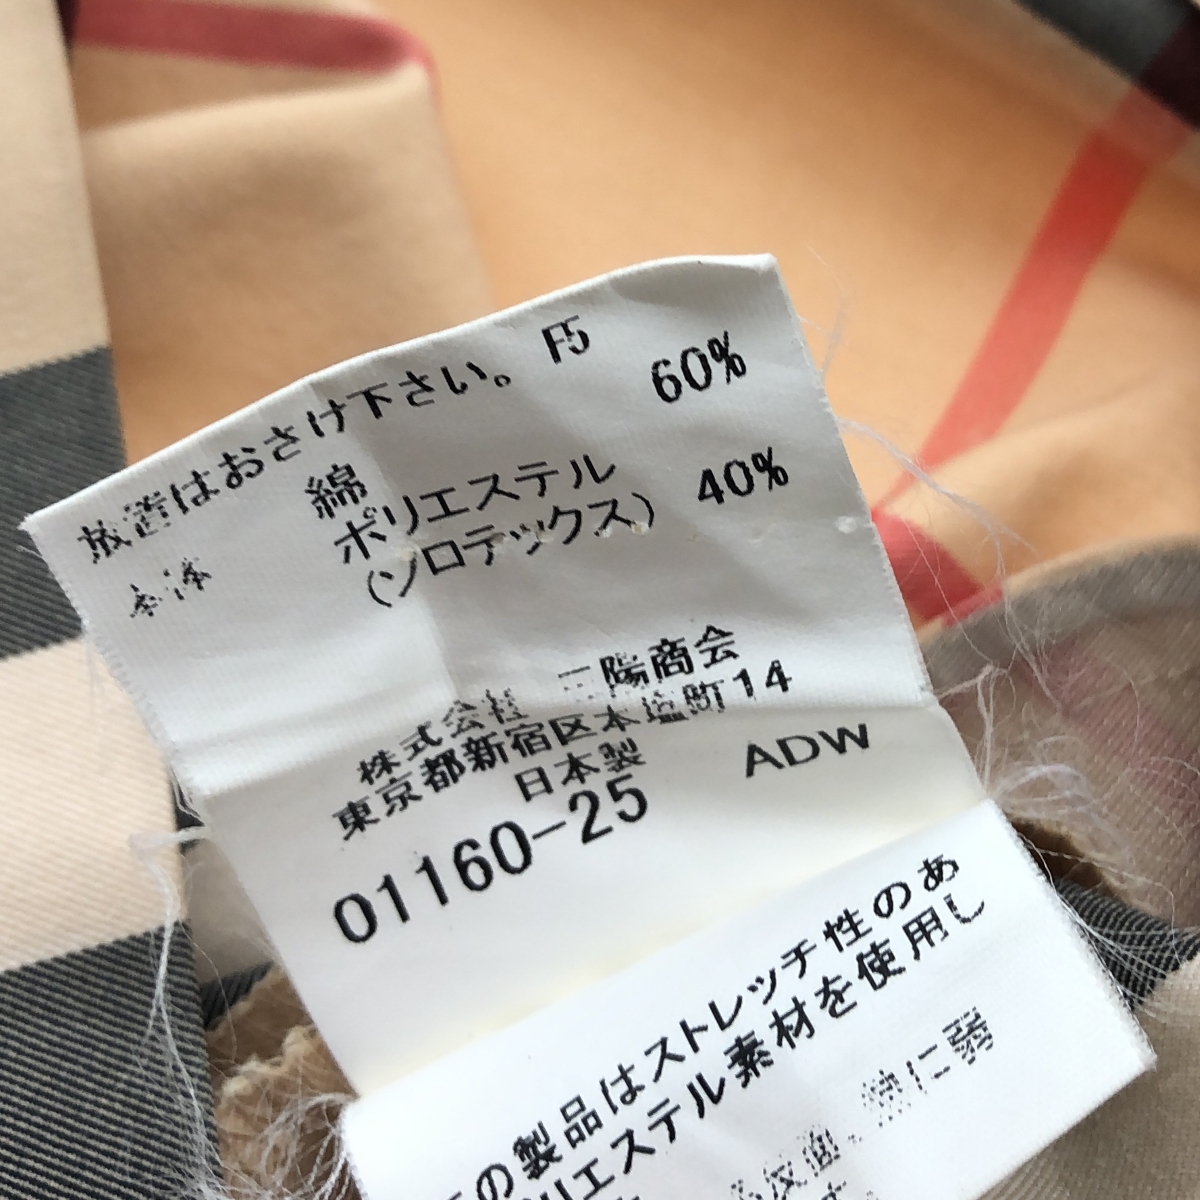 放置はおさけ下さい。 F5
本体 綿 60%
ポリエステル 40%
(ソロテックス)
株式会社 三陽商会
東京都新宿区本塩町14
日本製 ADW
01160-25
の製品はストレッチ性のあ
リエステル素材を使用し
熱に弱